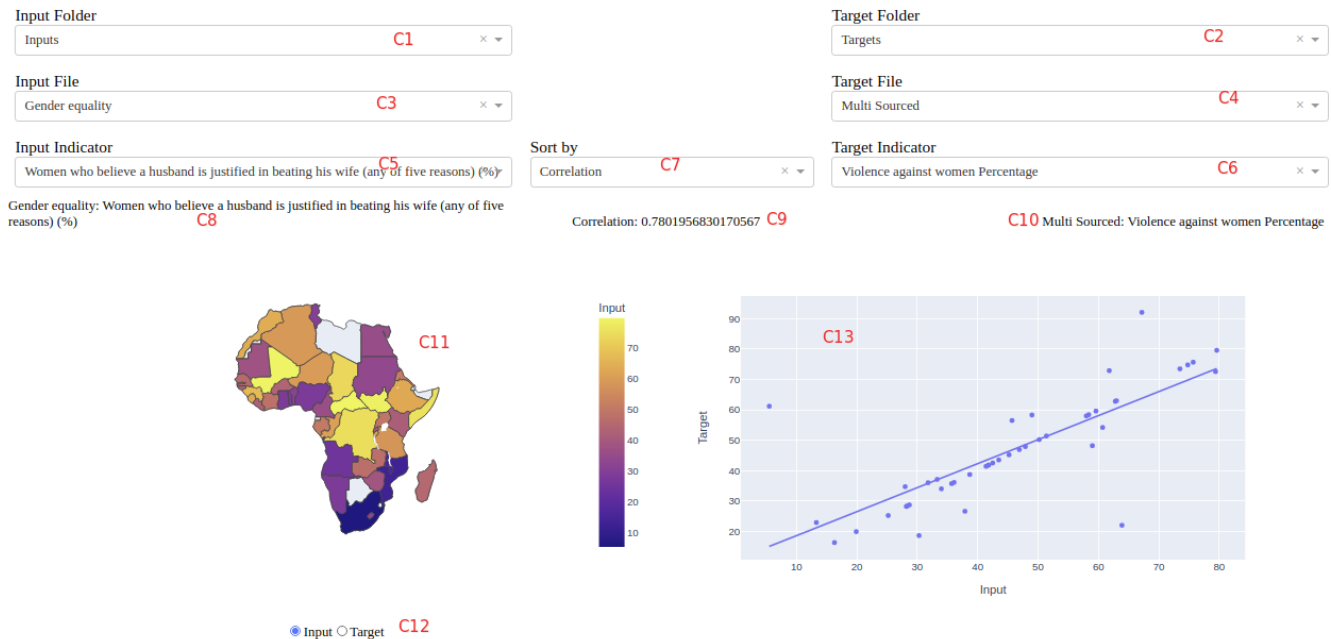 Input Folder
Inputs C1 ×
Target Folder
Targets C2 ×
Input File
Gender equality C3 ×
Target File
Multi Sourced C4 ×
Input Indicator
Women who believe a husband is justified in beating his wife (any of five reasons) (%) C5
Sort by
Correlation C7 ×
Target Indicator
Violence against women Percentage C6 ×
Gender equality: Women who believe a husband is justified in beating his wife (any of five
reasons) (%) C8
Correlation: 0.7801956830170567 C9
C10 Multi Sourced: Violence against women Percentage
C11
Input
70
60
50
40
30
20
10
C13
Target
90
80
70
60
50
40
30
20
10 20 30 40 50 60 70 80
Input
Input Target C12